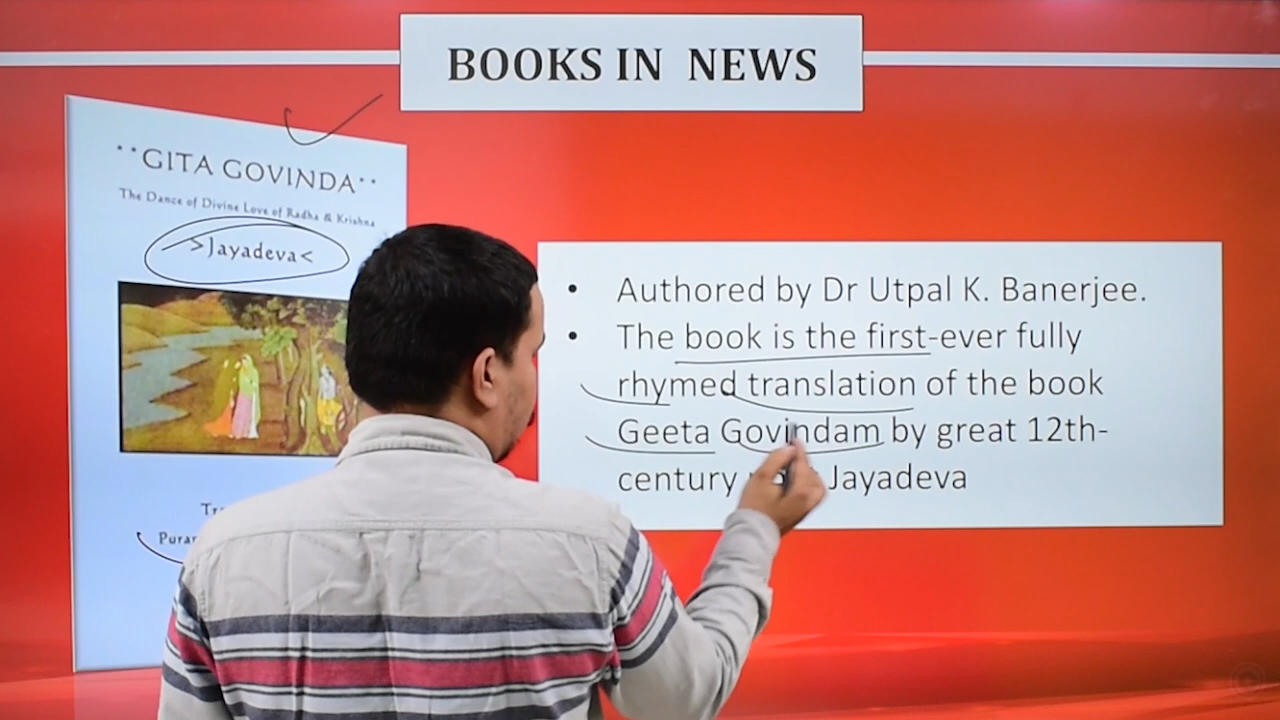 BOOKS IN NEWS
**GITA GOVINDA**
The Dance of Divine Love of Radha & Krishna
>Jayadeva<
• Authored by Dr Utpal K. Banerjee.
• The book is the first-ever fully
rhymed translation of the book
Geeta Govindam by great 12th-
century Jayadeva